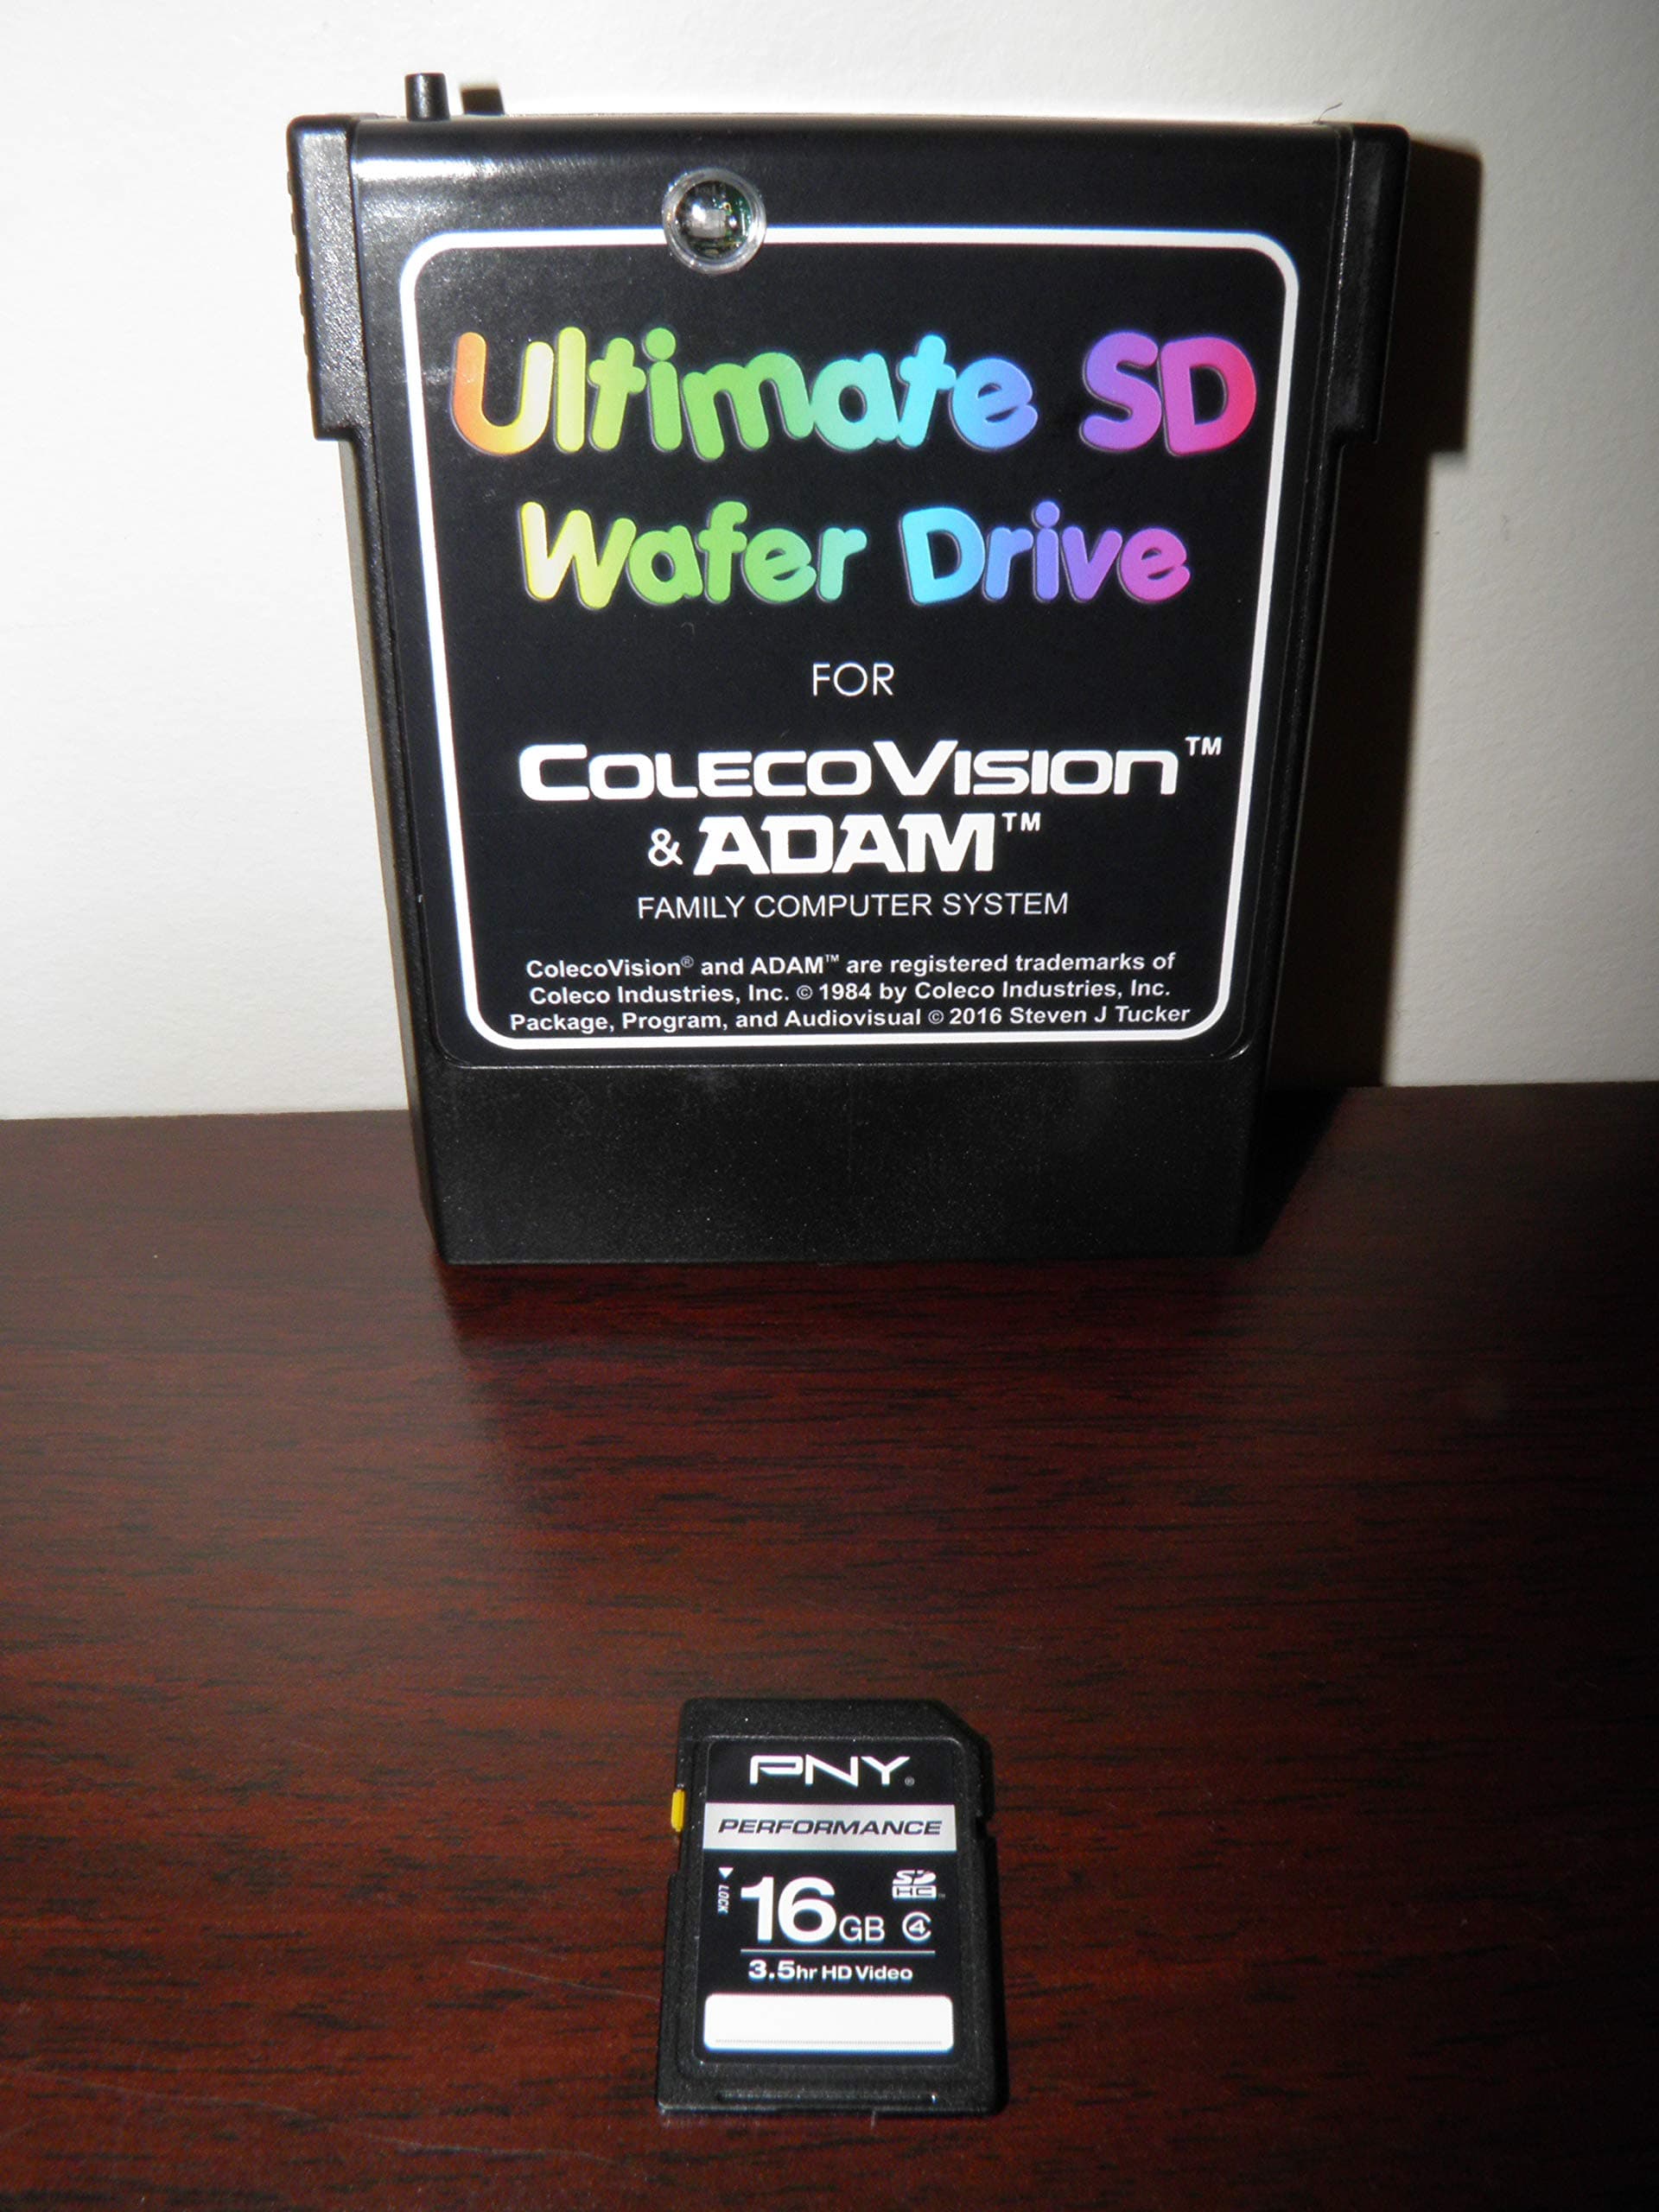 Ultimate SD
Wafer Drive
FOR
COLECOVISION™
& ADAM™
FAMILY COMPUTER SYSTEM
ColecoVision® and ADAM™ are registered trademarks of
Coleco Industries, Inc. © 1984 by Coleco Industries, Inc.
Package, Program, and Audiovisual © 2016 Steven J Tucker
PNY®
PERFORMANCE
LOCK
SD HC™
16GB 4
3.5hr HD Video